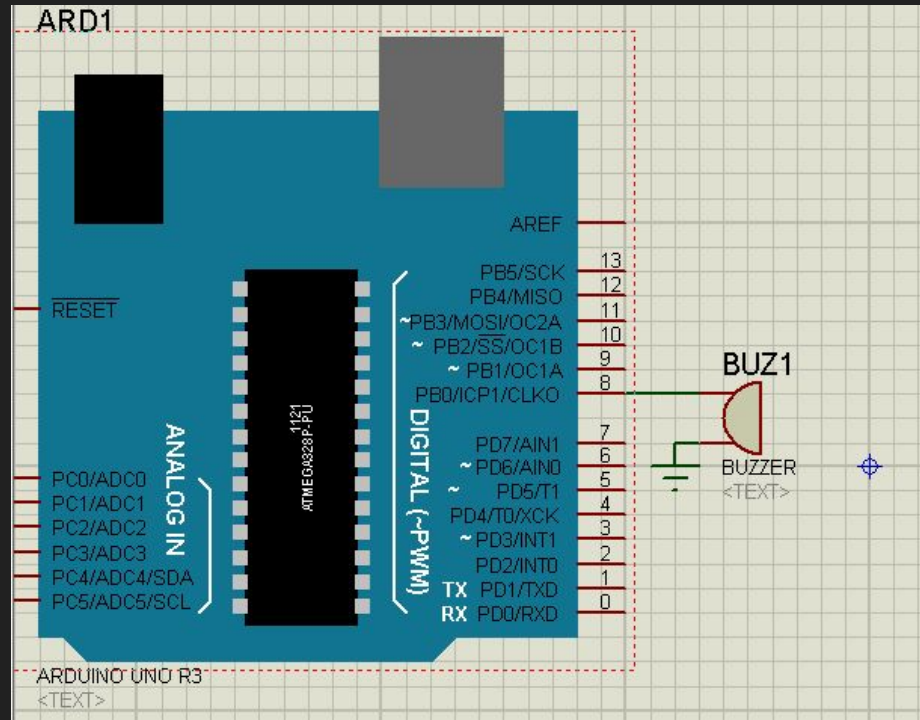 ARD1
AREF
13
PB5/SCK
12
PB4/MISO
RESET
11
~PB3/MOSI/OC2A
10
~ PB2/SS/OC1B
9
~ PB1/OC1A
8
PB0/ICP1/CLKO
BUZ1
1121
ATMEGA328P-PU
ANALOG IN
DIGITAL (~PWM)
7
PD7/AIN1
6
~ PD6/AIN0
5
~ PD5/T1
4
PD4/T0/XCK
3
~ PD3/INT1
2
PD2/INT0
1
TX PD1/TXD
0
RX PD0/RXD
BUZZER
<TEXT>
PC0/ADC0
PC1/ADC1
PC2/ADC2
PC3/ADC3
PC4/ADC4/SDA
PC5/ADC5/SCL
ARDUINO UNO R3
<TEXT>